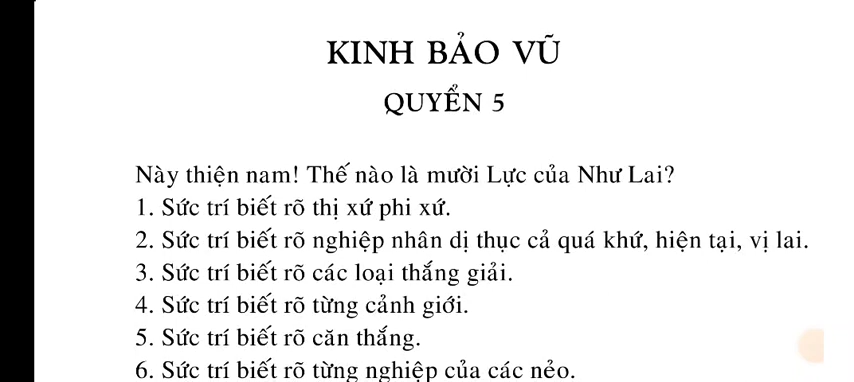 KINH BẢO VŨ
QUYỂN 5
Này thiện nam! Thế nào là mười Lực của Như Lai?
1. Sức trí biết rõ thị xứ phi xứ.
2. Sức trí biết rõ nghiệp nhân dị thục cả quá khứ, hiện tại, vị lai.
3. Sức trí biết rõ các loại thắng giải.
4. Sức trí biết rõ từng cảnh giới.
5. Sức trí biết rõ căn thắng.
6. Sức trí biết rõ từng nghiệp của các nẻo.